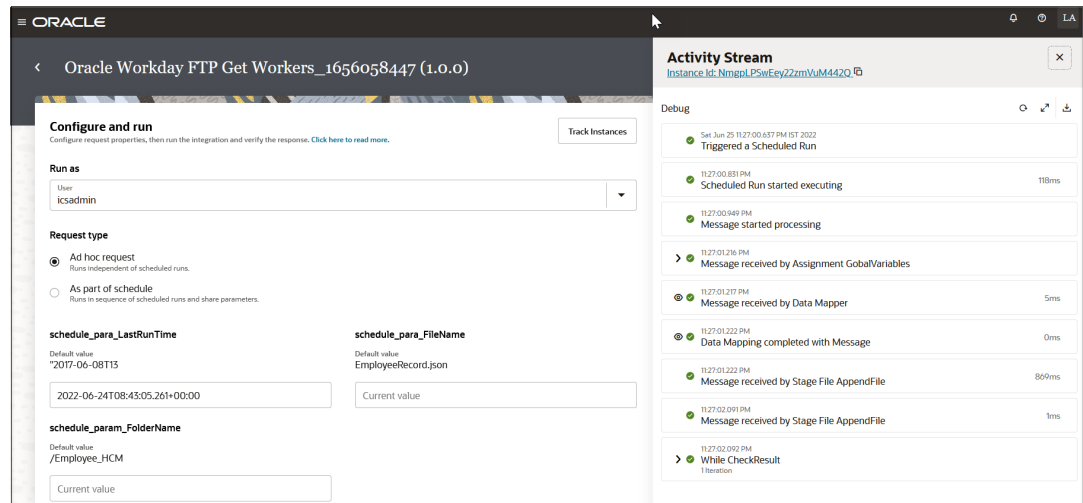 ORACLE
LA
Oracle Workday FTP Get Workers_1656058447 (1.0.0)
Configure and run
Configure request properties, then run the integration and verify the response. Click here to read more.
Track Instances
Run as
User
icsadmin
Request type
Ad hoc request
Runs independent of scheduled runs.
As part of schedule
Runs in sequence of scheduled runs and share parameters.
schedule_para_LastRunTime
Default value
"2017-06-08T13
2022-06-24T08:43:05.261+00:00
schedule_para_FileName
Default value
EmployeeRecord.json
Current value
schedule_param_FolderName
Default value
/Employee_HCM
Current value
Activity Stream
Instance Id: NmgpLPSwEey22zmVuM442Q
Debug
Sat Jun 25 11:27:00.637 PM IST 2022
Triggered a Scheduled Run
11:27:00.831 PM
Scheduled Run started executing
118ms
11:27:00.949 PM
Message started processing
11:27:01.216 PM
Message received by Assignment GobalVariables
11:27:01.217 PM
Message received by Data Mapper
5ms
11:27:01.222 PM
Data Mapping completed with Message
0ms
11:27:01.222 PM
Message received by Stage File AppendFile
869ms
11:27:02.091 PM
Message received by Stage File AppendFile
1ms
11:27:02.092 PM
While CheckResult
1 Iteration